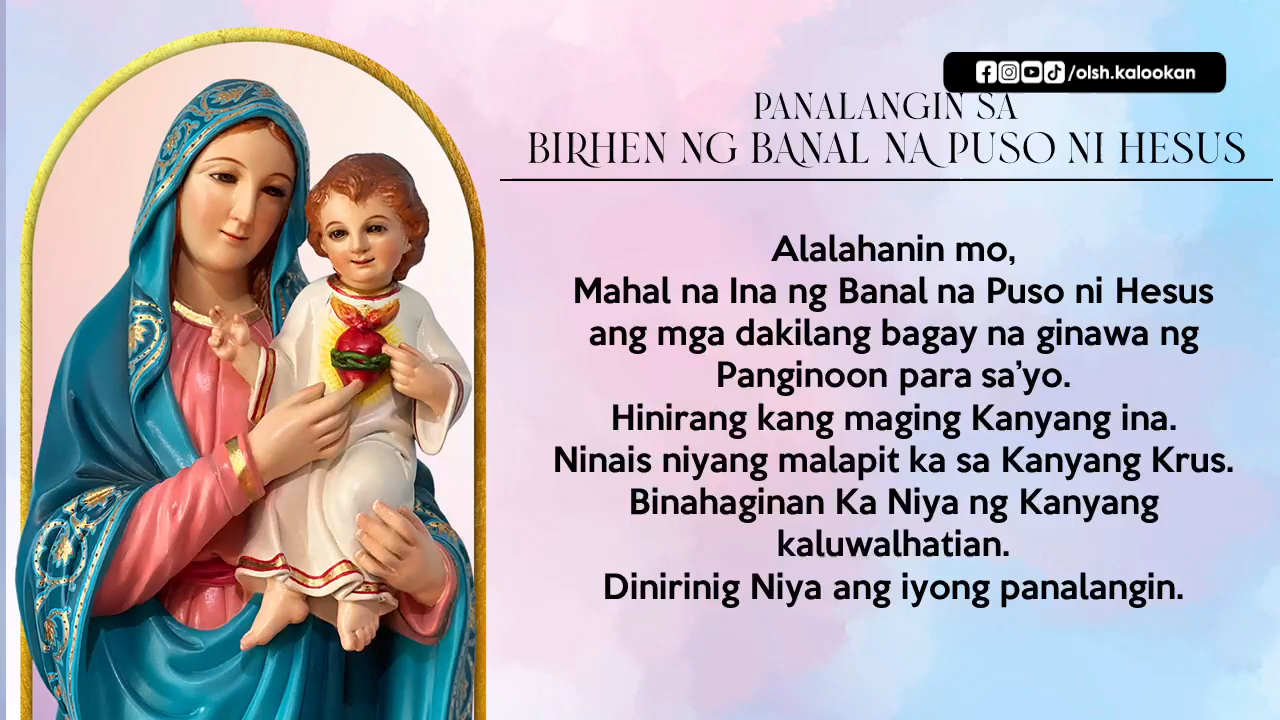 /olsh.kalookan
PANALANGIN SA
BIRHEN NG BANAL NA PUSO NI HESUS
Alalahanin mo,
Mahal na Ina ng Banal na Puso ni Hesus
ang mga dakilang bagay na ginawa ng
Panginoon para sa'yo.
Hinirang kang maging Kanyang ina.
Ninais niyang malapit ka sa Kanyang Krus.
Binahaginan Ka Niya ng Kanyang
kaluwalhatian.
Dinirinig Niya ang iyong panalangin.